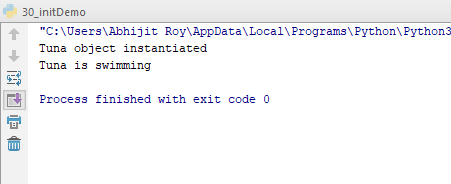 30_initDemo
"C:\Users\Abhijit Roy\AppData\Local\Programs\Python\Python3
Tuna object instantiated
Tuna is swimming
Process finished with exit code 0